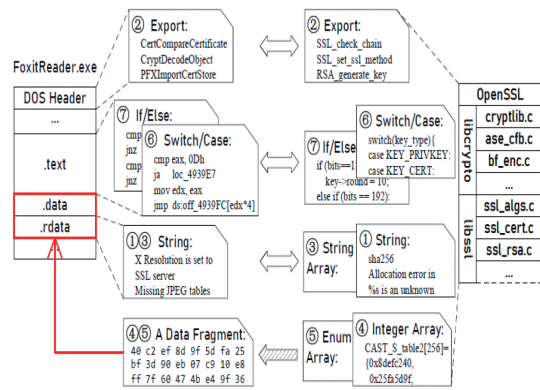 ② Export:
CertCompareCertificate
CryptDecodeObject
PFXImportCertStore
② Export:
SSL_check_chain
SSL_set_ssl_method
RSA_generate_key
FoxitReader.exe
DOS Header
...
.text
.data
.rdata
⑦ If/Else:
cmp
jnz
cmp
jnz
⑥ Switch/Case:
cmp eax, 0Dh
ja loc_4939E7
mov edx, eax
jmp ds:off_4939FC[edx*4]
⑦ If/Else
if (bits==1
key->round = 10;
else if (bits == 192):
⑥ Switch/Case:
switch(key_type){
case KEY_PRIVKEY:
case KEY_CERT:
OpenSSL
libcrypto
cryptlib.c
ase_cfb.c
bf_enc.c
...
libssl
ssl_algs.c
ssl_cert.c
ssl_rsa.c
...
①③ String:
X Resolution is set to
SSL server
Missing JPEG tables
③ String
Array:
① String:
sha256
Allocation error in
%s is an unknown
④⑤ A Data Fragment:
40 c2 ef 8d 9f 5d fa 25
bf 3d 90 eb 07 c9 10 e8
ff 7f 60 47 4b e4 9f 36
⑤ Enum
Array:
④ Integer Array:
CAST_S_table2[256]=
{0x8defc240,
0x25fa5d9f,